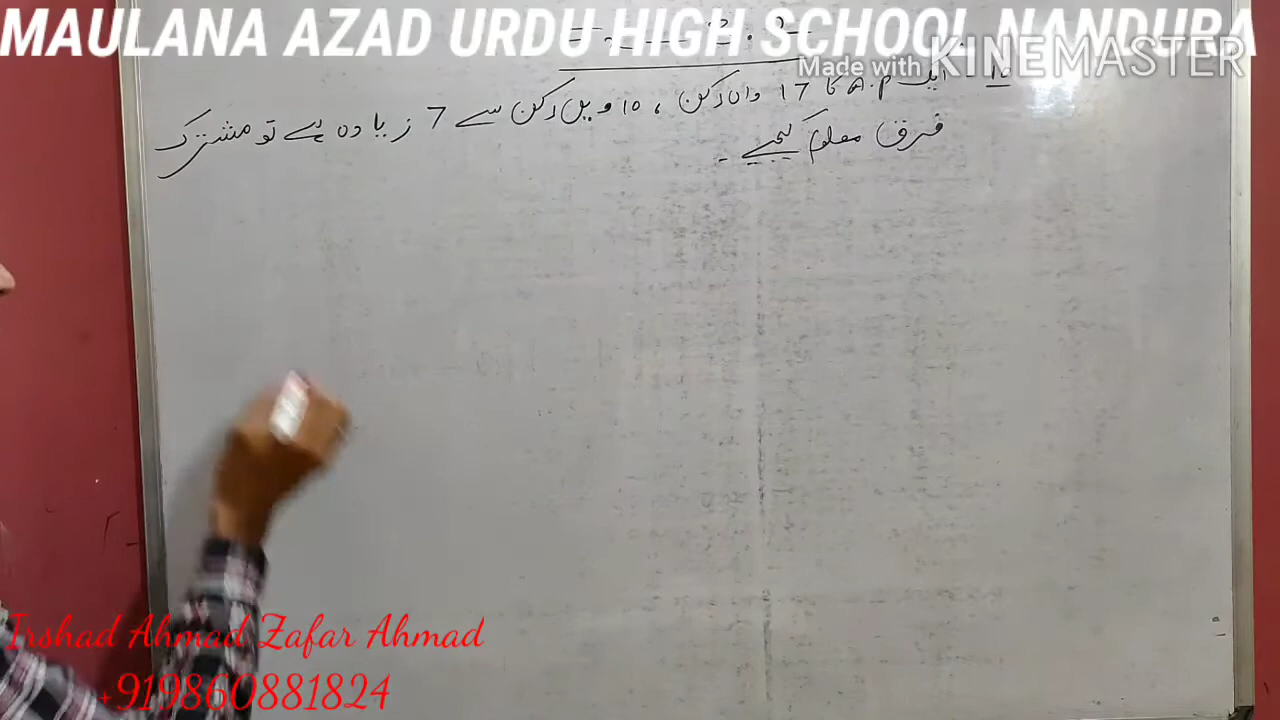 MAULANA AZAD URDU HIGH SCHOOL, NANDURA
Made with KINEMASTER
10 - ایک A.P کا 17 واں رکن ، 10 ویں رکن سے 7 زیادہ ہے تو مشترک
فرق معلوم کیجیے ۔
Irshad Ahmad Zafar Ahmad
+919860881824